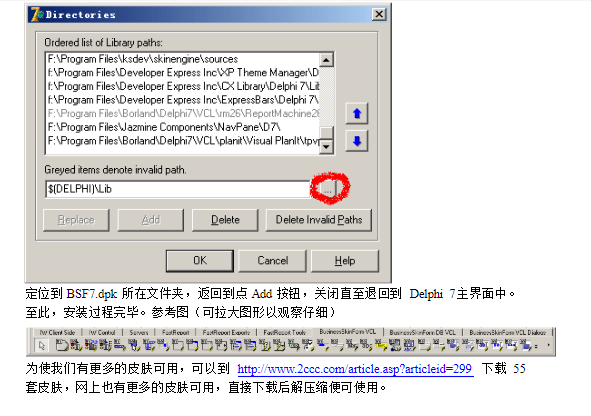 Directories
Ordered list of Library paths:
F:\Program Files\ksdev\skinengine\sources
f:\Program Files\Developer Express Inc\XP Theme Manager\D
f:\Program Files\Developer Express Inc\CX Library\Delphi 7\Lib
f:\Program Files\Developer Express Inc\ExpressBars\Delphi 7\
F:\Program Files\Borland\Delphi7\VCL\rm26\ReportMachine26
F:\Program Files\Jazmine Components\NavPane\D7\
F:\Program Files\Borland\Delphi7\VCL\planit\Visual PlanIt\tpvp
Greyed items denote invalid path.
$(DELPHI)\Lib
...
Replace Add Delete Delete Invalid Paths
OK Cancel Help
定位到 BSF7.dpk 所在文件夹，返回到点 Add 按钮，关闭直至退回到 Delphi 7主界面中。
至此，安装过程完毕。参考图（可拉大图形以观察仔细）
IW Client Side IW Control Servers FastReport FastReport Exports FastReport Tools BusinessSkinForm VCL BusinessSkinForm DB VCL BusinessSkinForm VCL Dialogs
为使我们有更多的皮肤可用，可以到 http://www.2ccc.com/article.asp?articleid=299 下载 55
套皮肤，网上也有更多的皮肤可用，直接下载后解压缩便可使用。